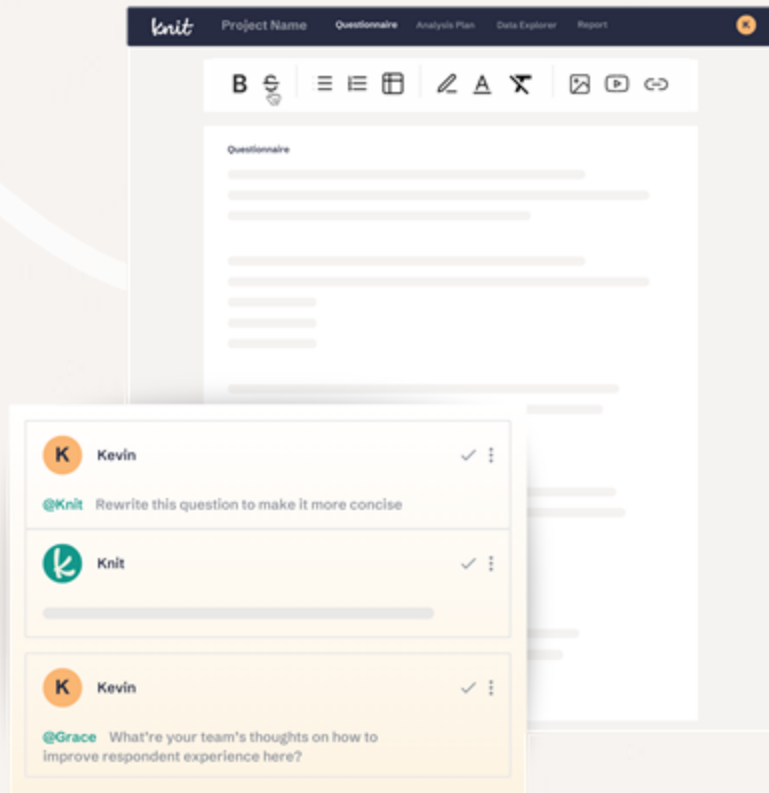 knit Project Name Questionnaire Analysis Plan Data Explorer Report K
B S A T
Questionnaire
K Kevin
@Knit Rewrite this question to make it more concise
k Knit
K Kevin
@Grace What're your team's thoughts on how to
improve respondent experience here?